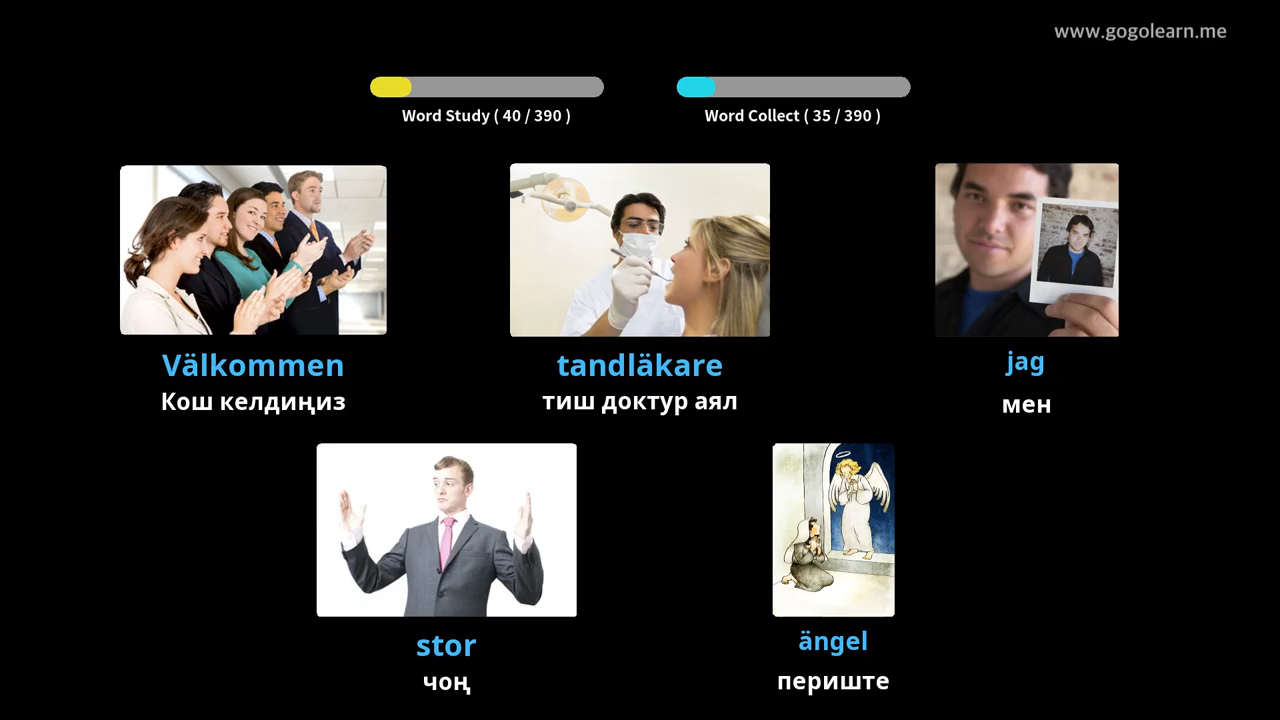 www.gogolearn.me
Word Study ( 40 / 390 )
Word Collect ( 35 / 390 )
Välkommen
Кош келдиңиз
tandläkare
тиш доктур аял
jag
мен
stor
чоң
ängel
периште